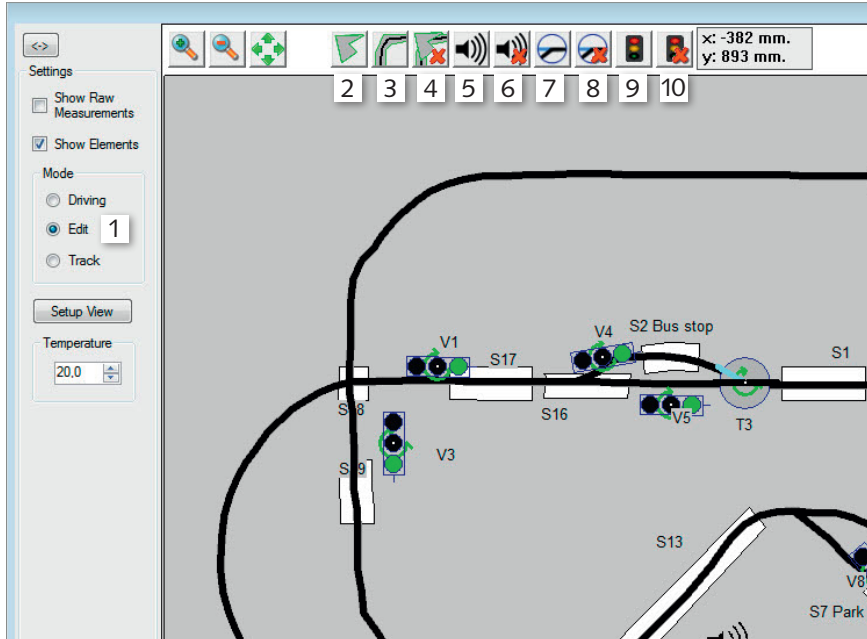 <->
x: -382 mm.
y: 893 mm.
Settings
2 3 4 5 6 7 8 9 10
Show Raw
Measurements
Show Elements
Mode
Driving
Edit 1
Track
Setup View
Temperature
20,0
V1
V4
S2 Bus stop
S17
S1
S16
V5
T3
V3
S13
V8
S7 Park